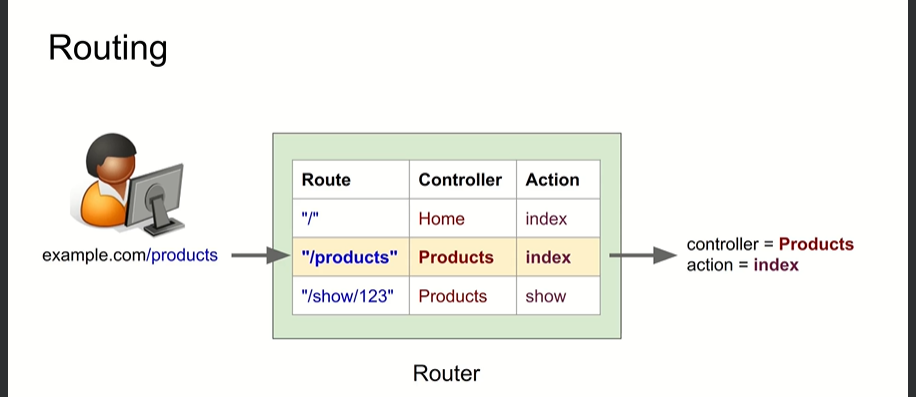 Routing
example.com/products
Route Controller Action
"/" Home index
"/products" Products index
"/show/123" Products show
controller = Products
action = index
Router